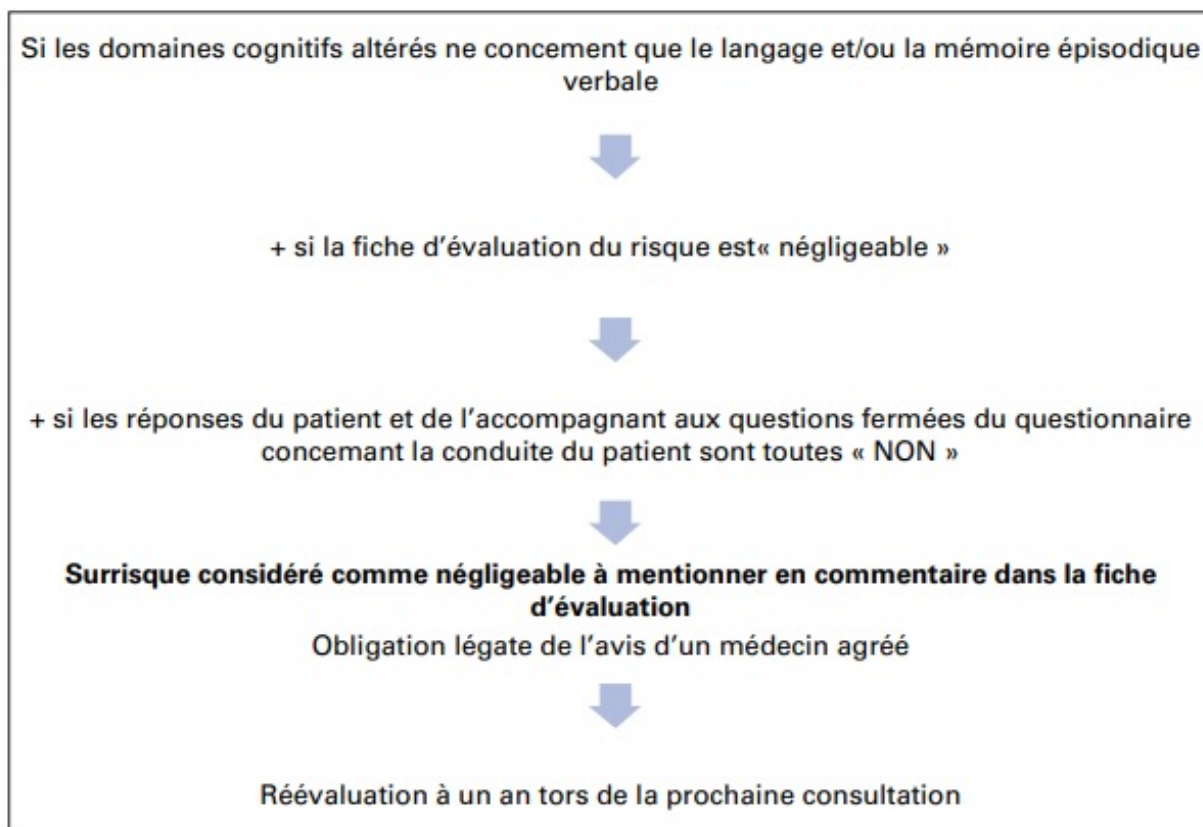 Si les domaines cognitifs altérés ne concement que le langage et/ou la mémoire épisodique
verbale
+ si la fiche d'évaluation du risque est« négligeable »
+ si les réponses du patient et de l'accompagnant aux questions fermées du questionnaire
concemant la conduite du patient sont toutes « NON »
Surrisque considéré comme négligeable à mentionner en commentaire dans la fiche
d'évaluation
Obligation légate de l'avis d'un médecin agréé
Réévaluation à un an tors de la prochaine consultation